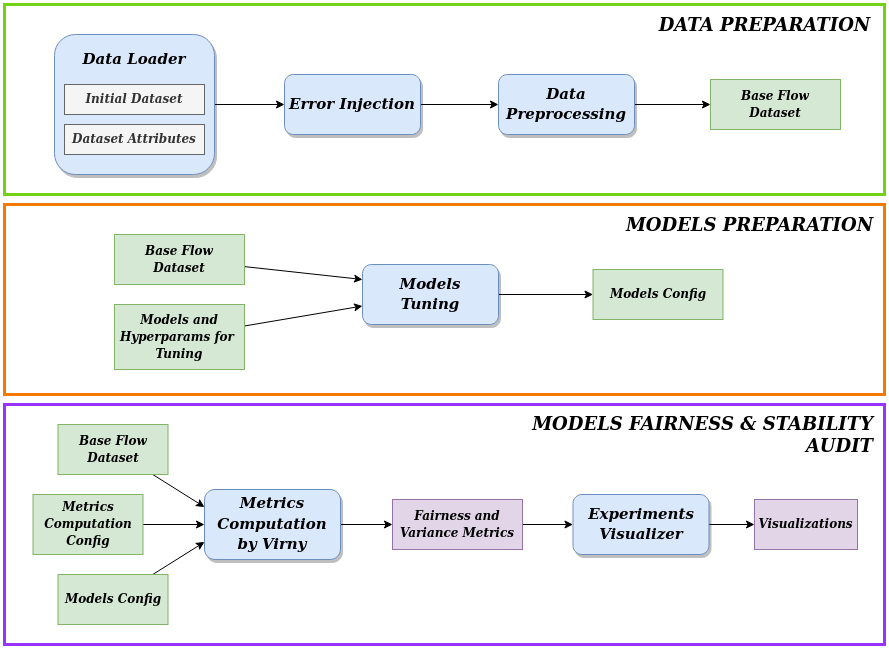 DATA PREPARATION
Data Loader
Initial Dataset
Dataset Attributes
Error Injection
Data
Preprocessing
Base Flow
Dataset
MODELS PREPARATION
Base Flow
Dataset
Models and
Hyperparams for
Tuning
Models
Tuning
Models Config
MODELS FAIRNESS & STABILITY
AUDIT
Base Flow
Dataset
Metrics
Computation
Config
Models Config
Metrics
Computation
by Virny
Fairness and
Variance Metrics
Experiments
Visualizer
Visualizations